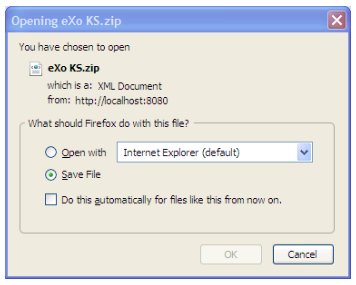 Opening eXo KS.zip
You have chosen to open
eXo KS.zip
which is a: XML Document
from: http://localhost:8080
What should Firefox do with this file?
Open with Internet Explorer (default)
Save File
Do this automatically for files like this from now on.
OK Cancel